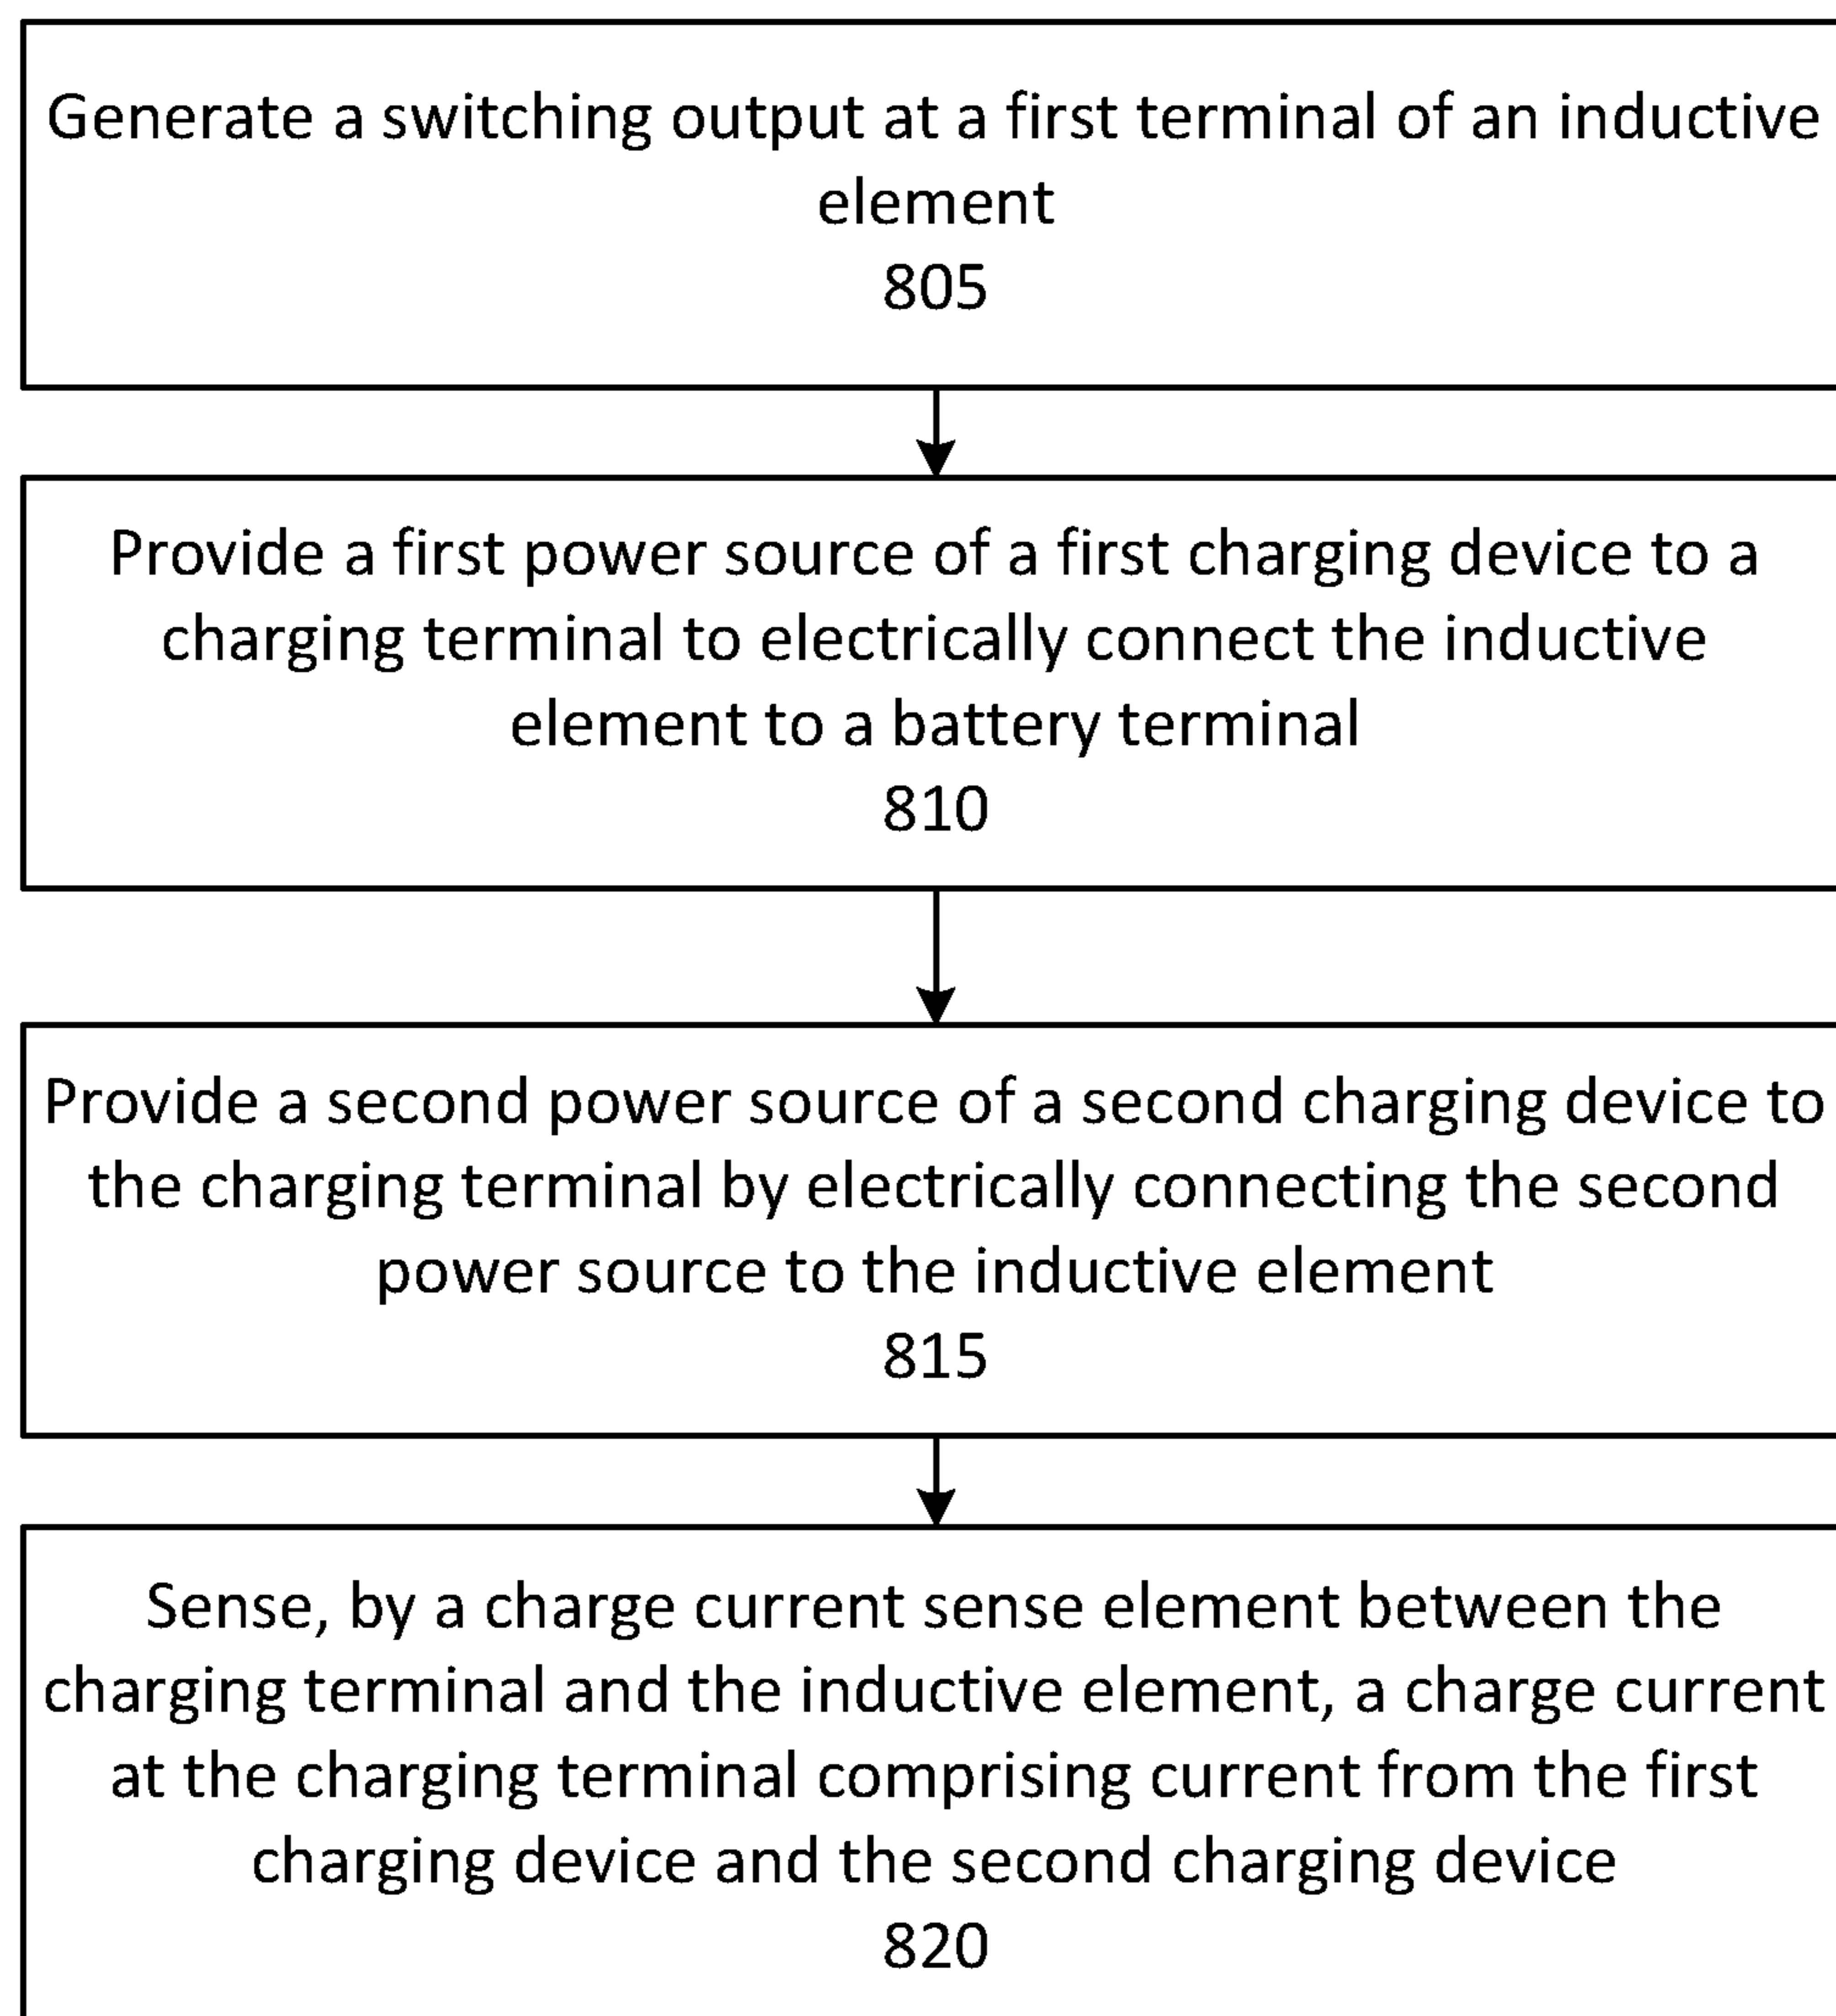 Generate a switching output at a first terminal of an inductive
element
805
Provide a first power source of a first charging device to a
charging terminal to electrically connect the inductive
element to a battery terminal
810
Provide a second power source of a second charging device to
the charging terminal by electrically connecting the second
power source to the inductive element
815
Sense, by a charge current sense element between the
charging terminal and the inductive element, a charge current
at the charging terminal comprising current from the first
charging device and the second charging device
820